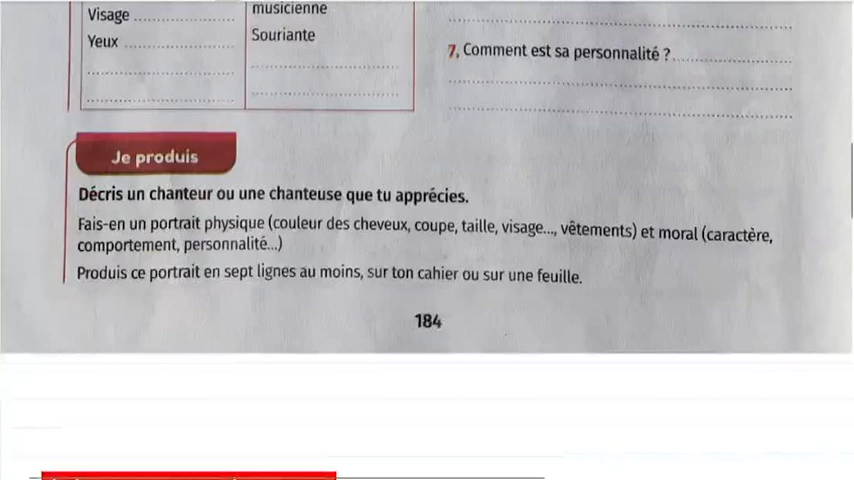 Visage ..................
musicienne
Yeux ..................
Souriante
7, Comment est sa personnalité ?
Je produis
Décris un chanteur ou une chanteuse que tu apprécies.
Fais-en un portrait physique (couleur des cheveux, coupe, taille, visage..., vêtements) et moral (caractère,
comportement, personnalité...)
Produis ce portrait en sept lignes au moins, sur ton cahier ou sur une feuille.
184